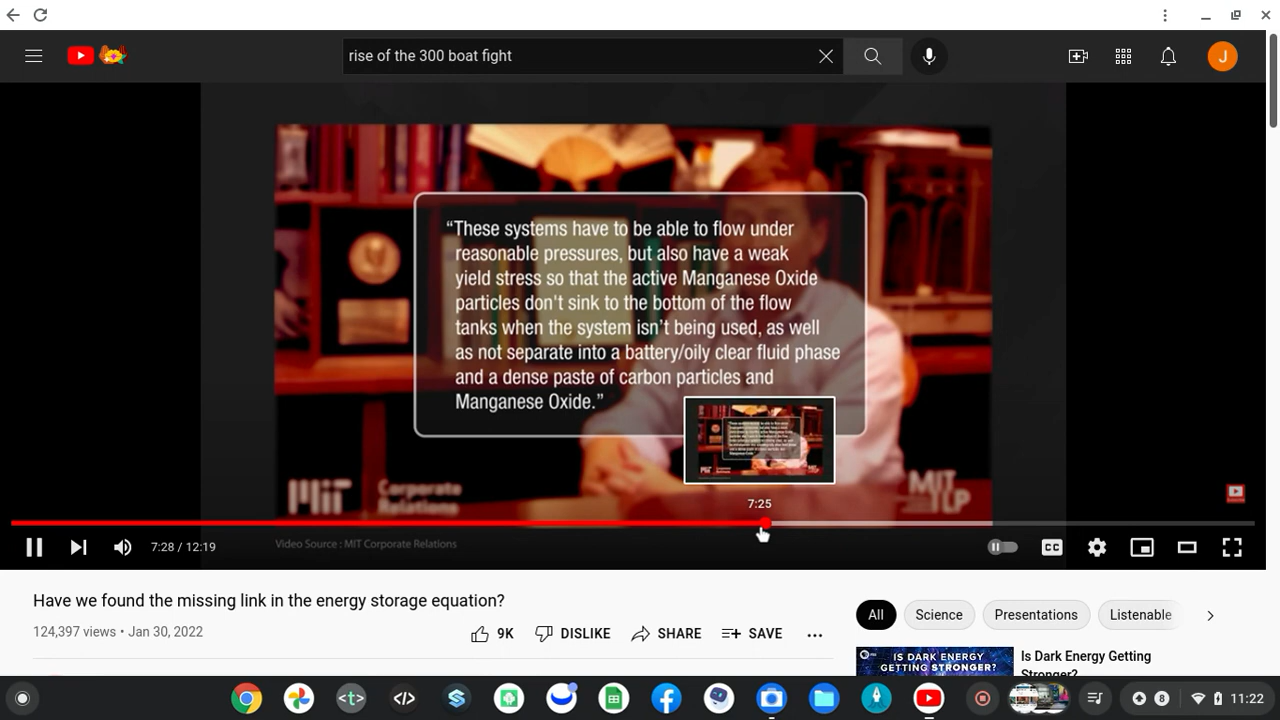 rise of the 300 boat fight
J
“These systems have to be able to flow under
reasonable pressures, but also have a weak
yield stress so that the active Manganese Oxide
particles don't sink to the bottom of the flow
tanks when the system isn’t being used, as well
as not separate into a battery/oily clear fluid phase
and a dense paste of carbon particles and
Manganese Oxide.”
MIT Corporate
Relations
MIT
ILP
7:25
7:28 / 12:19
Video Source : MIT Corporate Relations
CC
Have we found the missing link in the energy storage equation?
124,397 views • Jan 30, 2022
9K
DISLIKE
SHARE
SAVE
All
Science
Presentations
Listenable
IS DARK ENERGY
GETTING STRONGER?
Is Dark Energy Getting
Stronger?
8
11:22